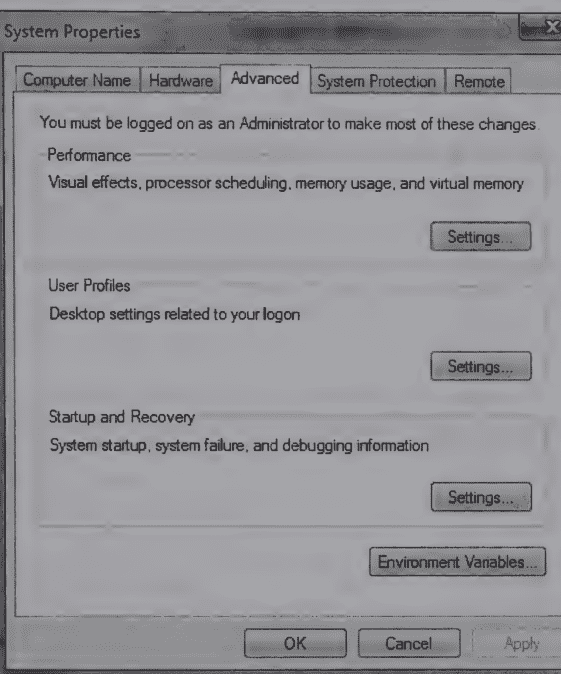 System Properties
Computer Name Hardware Advanced System Protection Remote
You must be logged on as an Administrator to make most of these changes.
Performance
Visual effects, processor scheduling, memory usage, and virtual memory
Settings...
User Profiles
Desktop settings related to your logon
Settings...
Startup and Recovery
System startup, system failure, and debugging information
Settings...
Environment Variables...
OK Cancel Apply